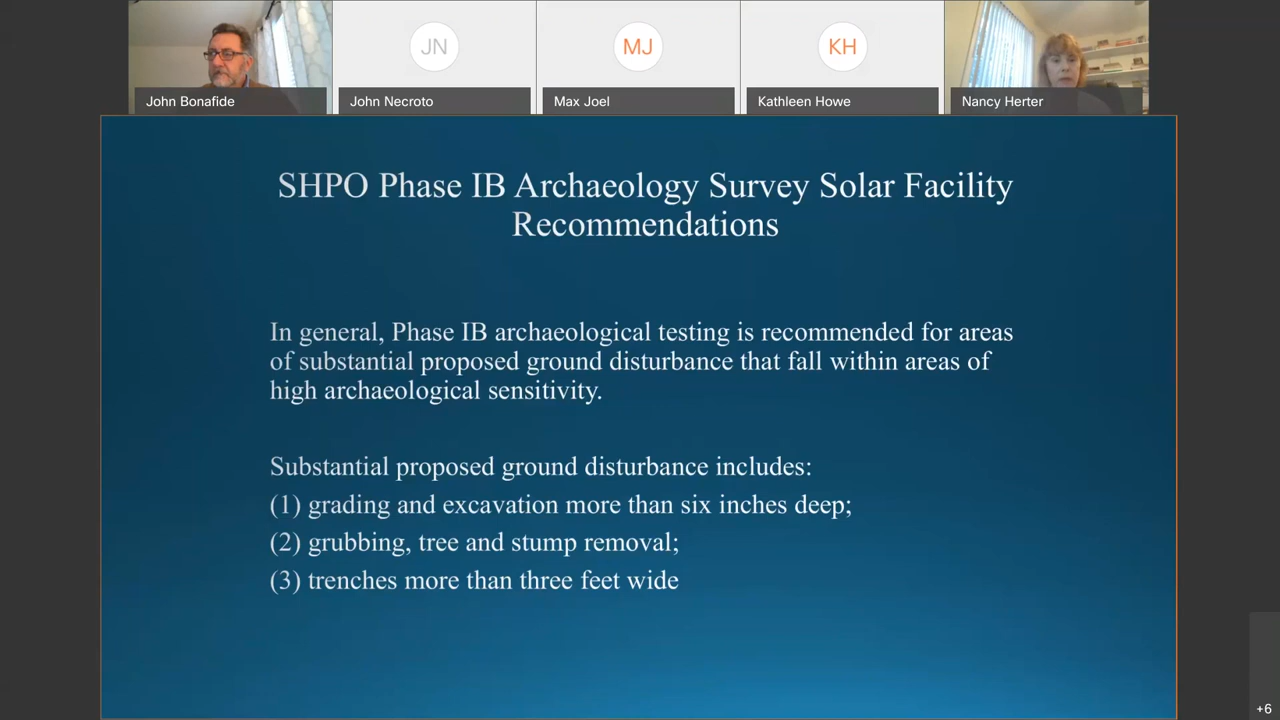 JN
MJ
KH
John Bonafide
John Necroto
Max Joel
Kathleen Howe
Nancy Herter
SHPO Phase IB Archaeology Survey Solar Facility
Recommendations
In general, Phase IB archaeological testing is recommended for areas
of substantial proposed ground disturbance that fall within areas of
high archaeological sensitivity.
Substantial proposed ground disturbance includes:
(1) grading and excavation more than six inches deep;
(2) grubbing, tree and stump removal;
(3) trenches more than three feet wide
+6